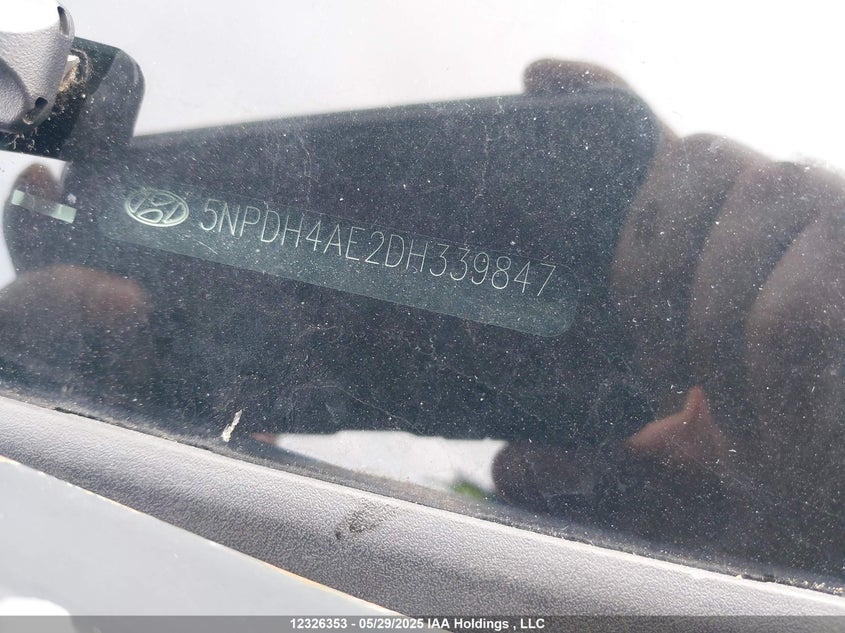 5NPDH4AE2DH339847
12326353 - 05/29/2025 IAA Holdings , LLC